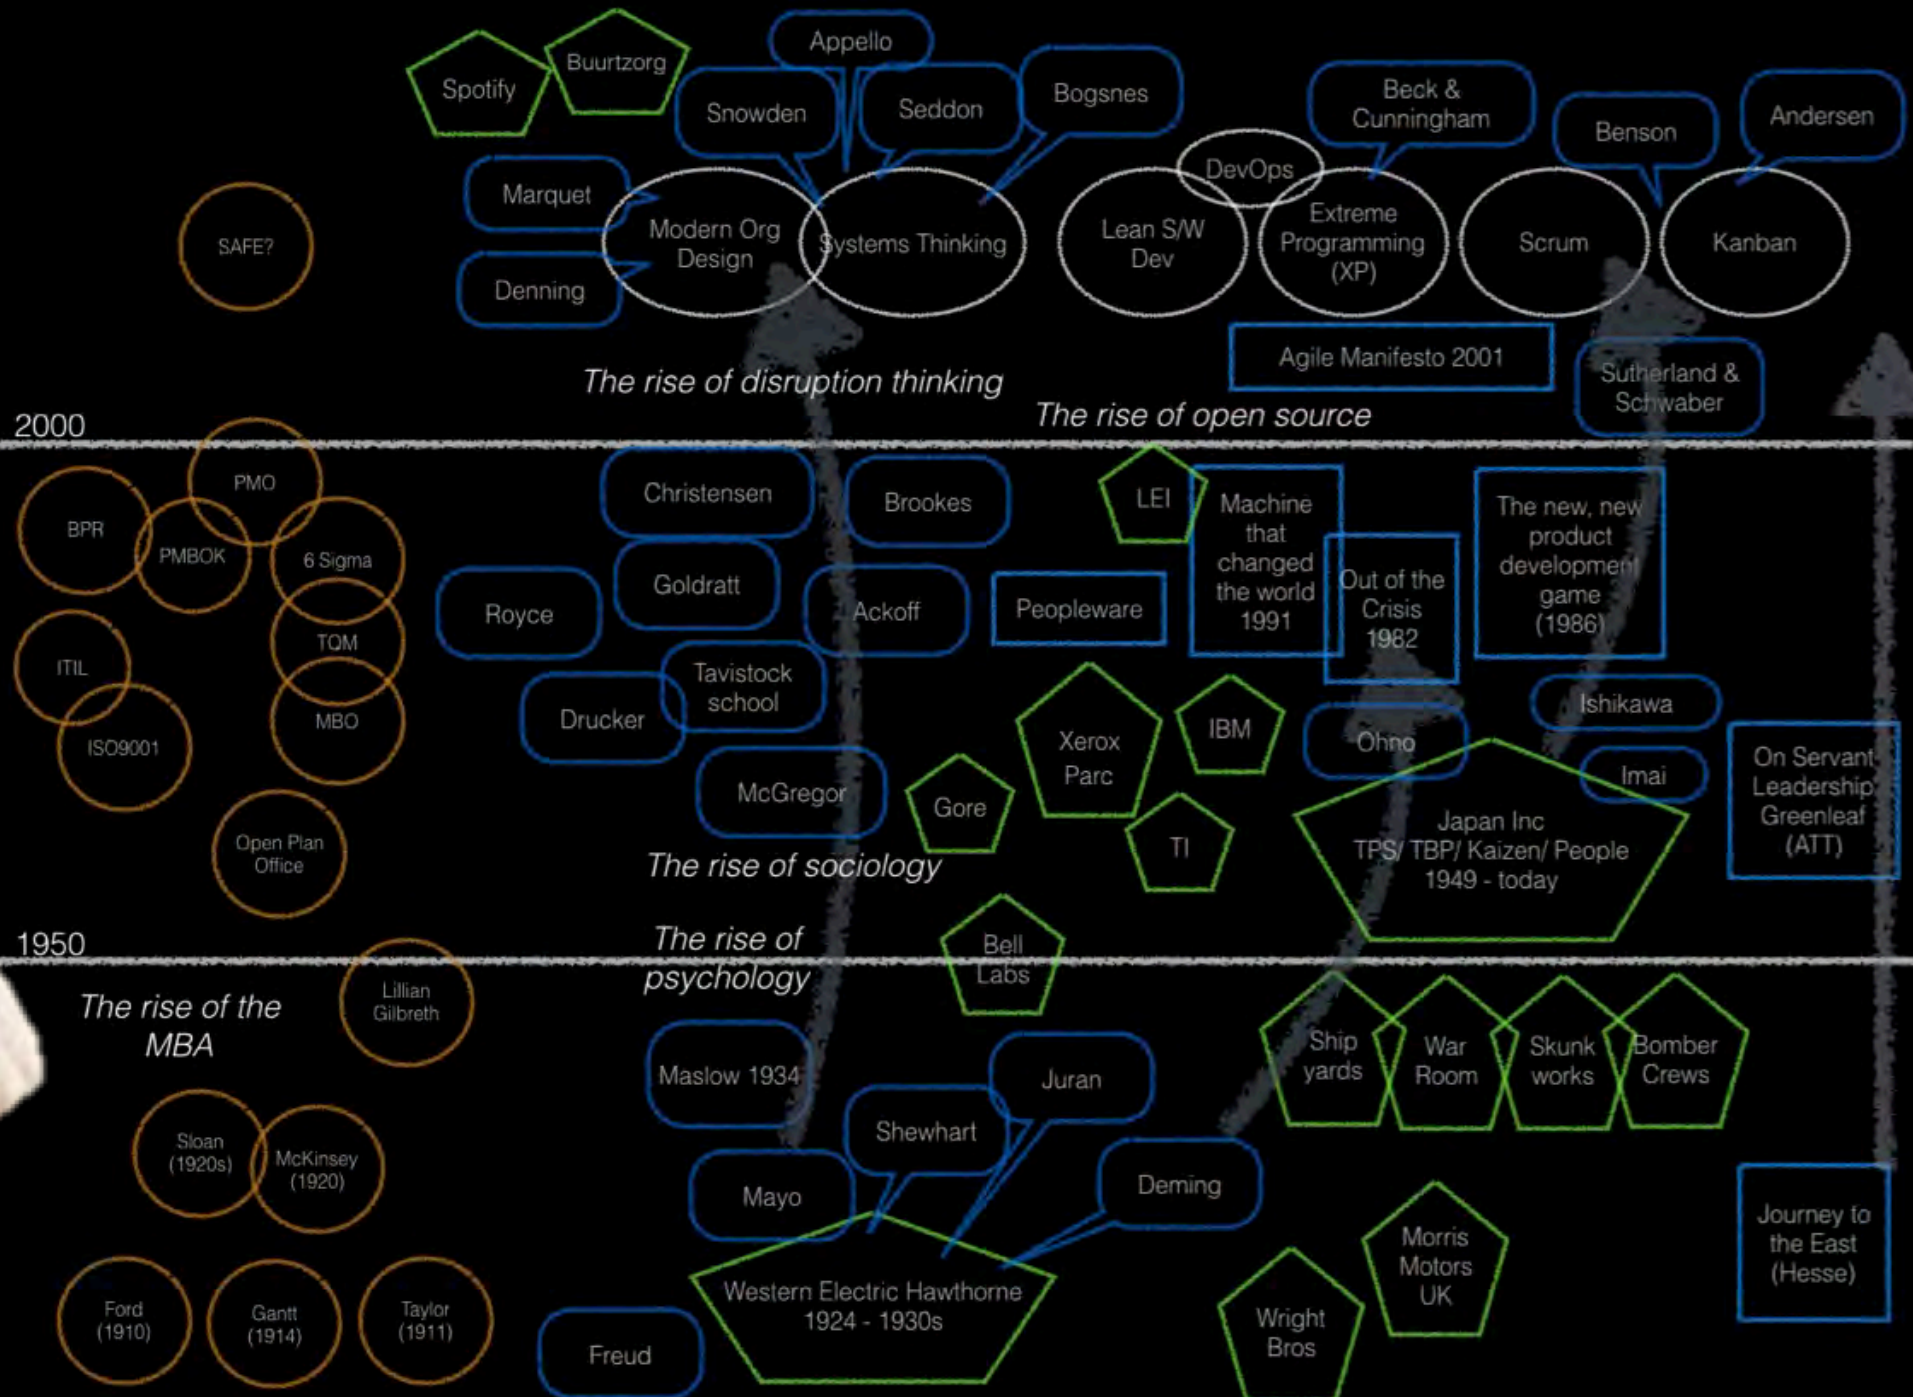 Spotify
Buurtzorg
Appello
Snowden
Seddon
Bogsnes
Beck &
Cunningham
Benson
Andersen
Marquet
Denning
SAFE?
Modern Org
Design
Systems Thinking
Lean S/W
Dev
DevOps
Extreme
Programming
(XP)
Scrum
Kanban
Agile Manifesto 2001
Sutherland &
Schwaber
The rise of disruption thinking
The rise of open source
2000
PMO
BPR
PMBOK
6 Sigma
TQM
ITIL
MBO
ISO9001
Open Plan
Office
Christensen
Brookes
Goldratt
Royce
Ackoff
Tavistock
school
Drucker
McGregor
Peopleware
LEI
Machine
that
changed
the world
1991
Out of the
Crisis
1982
The new, new
product
development
game
(1986)
Xerox
Parc
IBM
Gore
TI
Ohno
Ishikawa
Imai
Japan Inc
TPS/ TBP/ Kaizen/ People
1949 - today
On Servant
Leadership
Greenleaf
(ATT)
The rise of sociology
1950
The rise of
psychology
Bell
Labs
The rise of the
MBA
Lillian
Gilbreth
Sloan
(1920s)
McKinsey
(1920)
Ford
(1910)
Gantt
(1914)
Taylor
(1911)
Maslow 1934
Juran
Shewhart
Mayo
Deming
Western Electric Hawthorne
1924 - 1930s
Freud
Ship
yards
War
Room
Skunk
works
Bomber
Crews
Morris
Motors
UK
Wright
Bros
Journey to
the East
(Hesse)